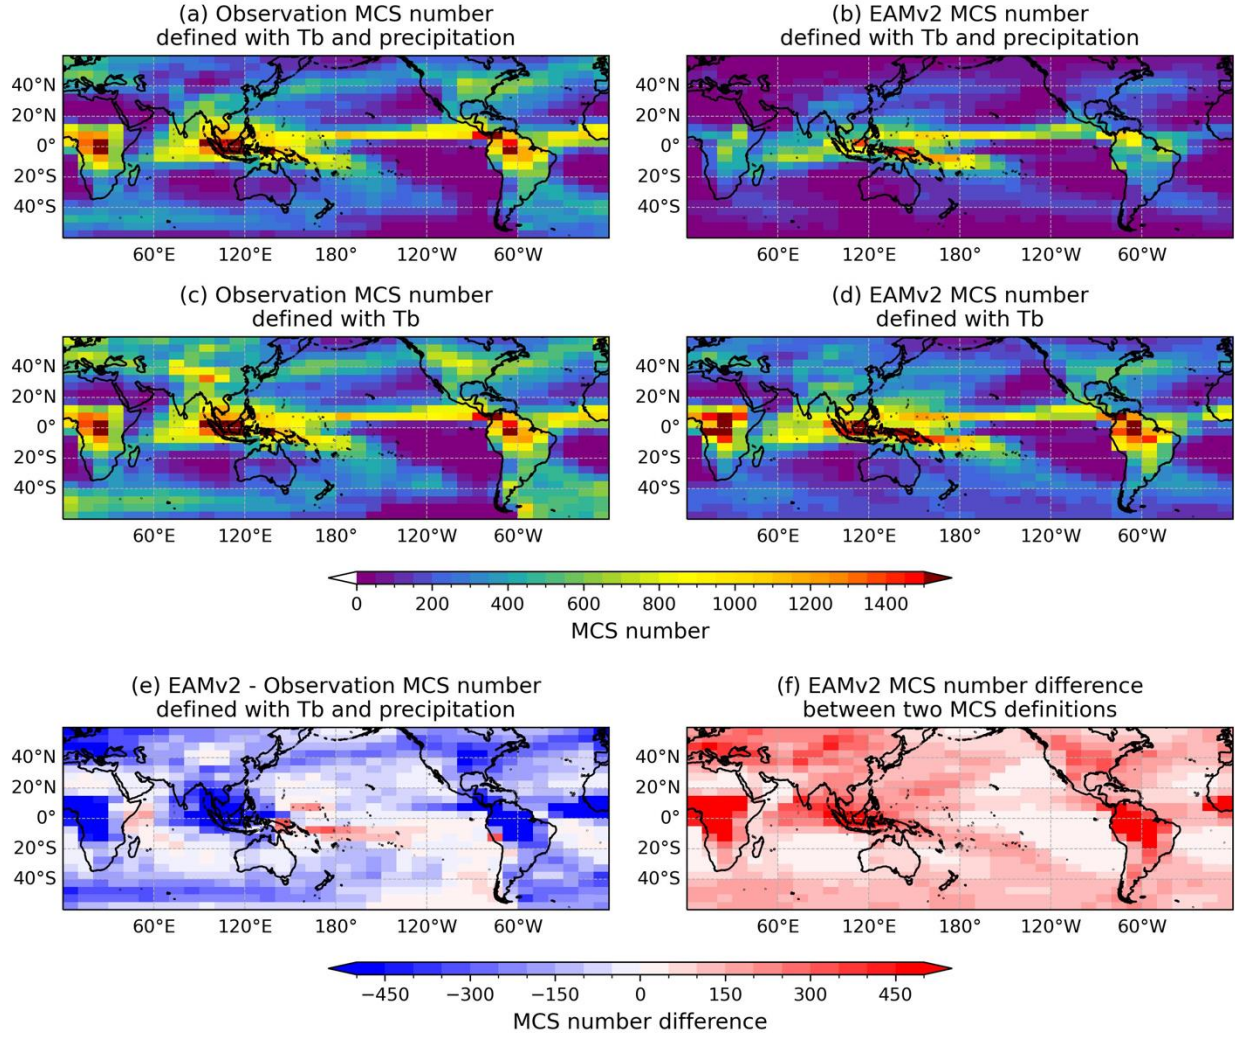 (a) Observation MCS number
defined with Tb and precipitation
40°N
20°N
0°
20°S
40°S
60°E 120°E 180° 120°W 60°W
(b) EAMv2 MCS number
defined with Tb and precipitation
40°N
20°N
0°
20°S
40°S
60°E 120°E 180° 120°W 60°W
(c) Observation MCS number
defined with Tb
40°N
20°N
0°
20°S
40°S
60°E 120°E 180° 120°W 60°W
(d) EAMv2 MCS number
defined with Tb
40°N
20°N
0°
20°S
40°S
60°E 120°E 180° 120°W 60°W
0 200 400 600 800 1000 1200 1400
MCS number
(e) EAMv2 - Observation MCS number
defined with Tb and precipitation
40°N
20°N
0°
20°S
40°S
60°E 120°E 180° 120°W 60°W
(f) EAMv2 MCS number difference
between two MCS definitions
40°N
20°N
0°
20°S
40°S
60°E 120°E 180° 120°W 60°W
−450 −300 −150 0 150 300 450
MCS number difference